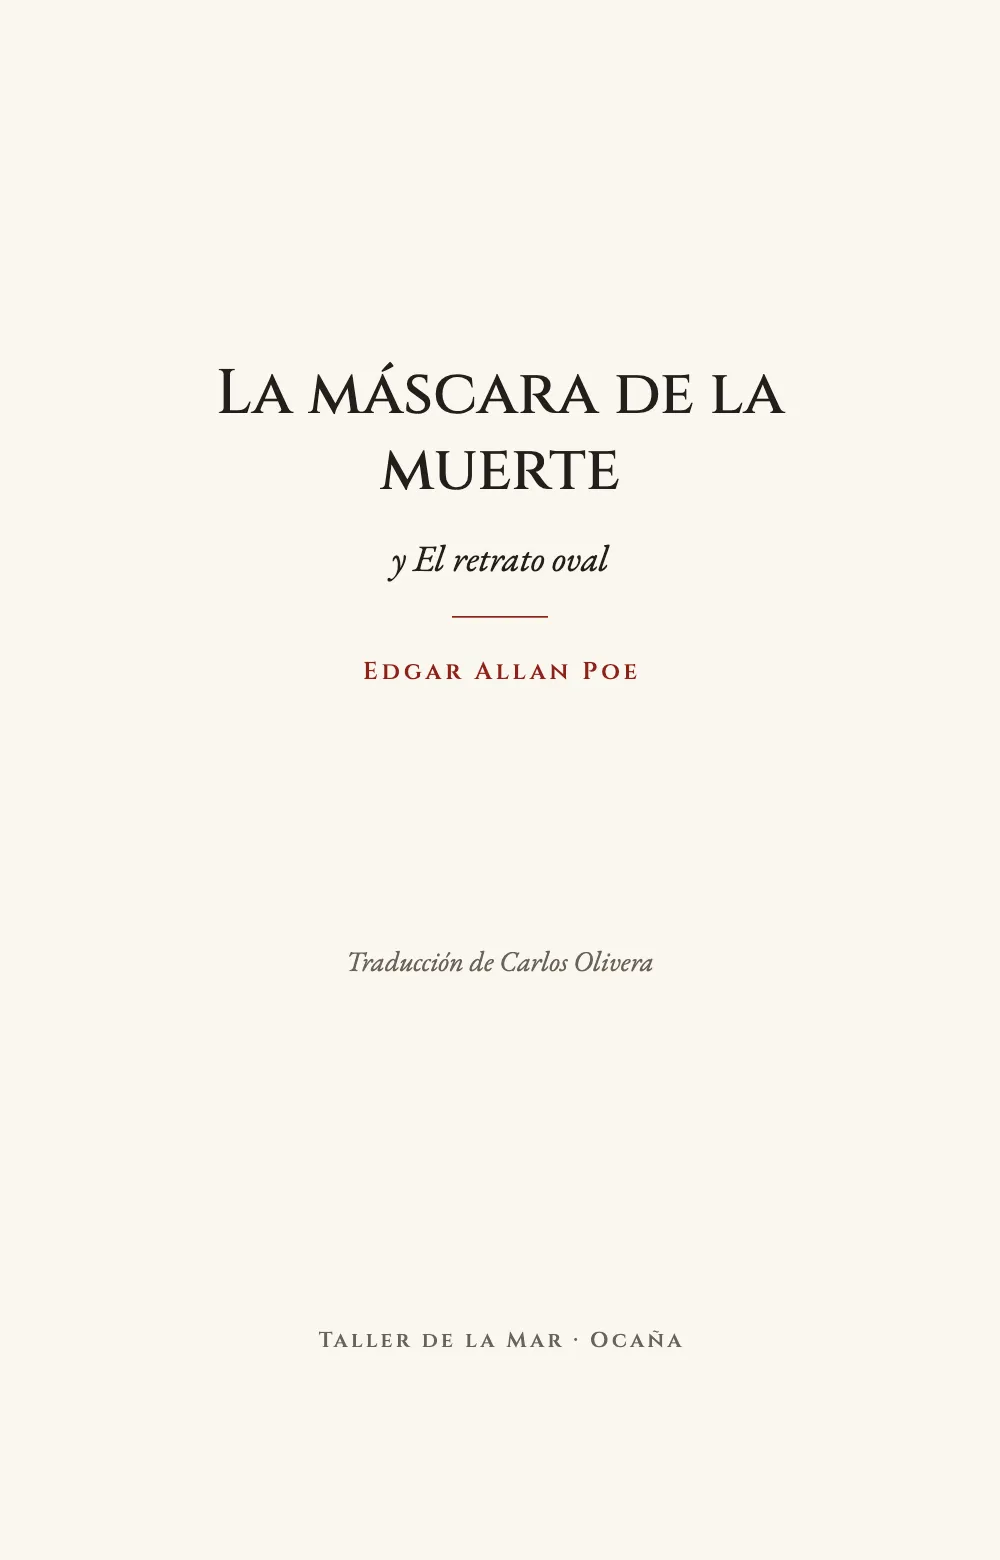 La máscara de la
muerte
y El retrato oval
Edgar Allan Poe
Traducción de Carlos Olivera
Taller de la Mar · Ocaña